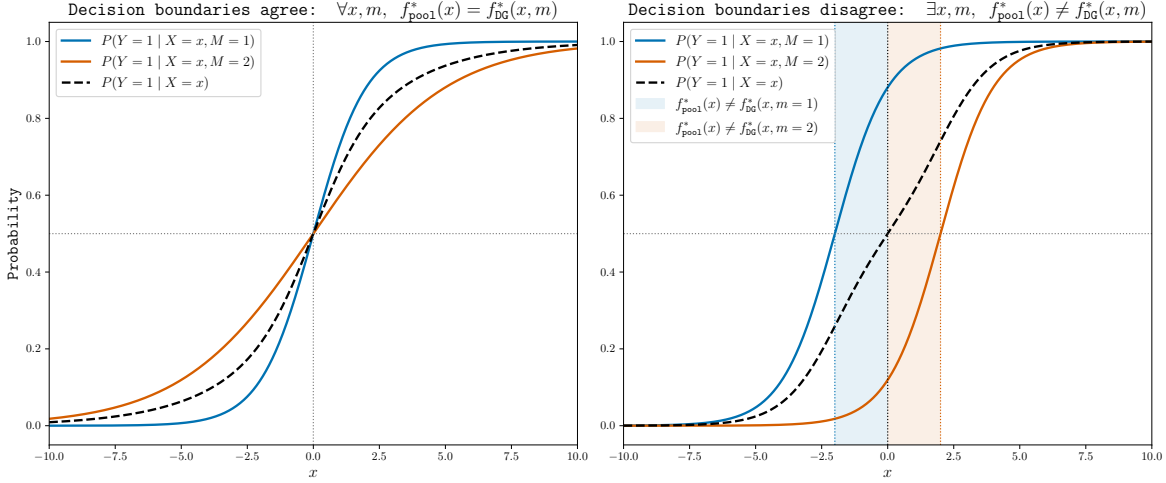 Decision boundaries agree: ∀x, m, f*pool(x) = f*DG(x, m)
P(Y = 1 | X = x, M = 1)
P(Y = 1 | X = x, M = 2)
P(Y = 1 | X = x)
Probability
1.0
0.8
0.6
0.4
0.2
0.0
−10.0 −7.5 −5.0 −2.5 0.0 2.5 5.0 7.5 10.0
x
Decision boundaries disagree: ∃x, m, f*pool(x) ≠ f*DG(x, m)
P(Y = 1 | X = x, M = 1)
P(Y = 1 | X = x, M = 2)
P(Y = 1 | X = x)
f*pool(x) ≠ f*DG(x, m = 1)
f*pool(x) ≠ f*DG(x, m = 2)
1.0
0.8
0.6
0.4
0.2
0.0
−10.0 −7.5 −5.0 −2.5 0.0 2.5 5.0 7.5 10.0
x